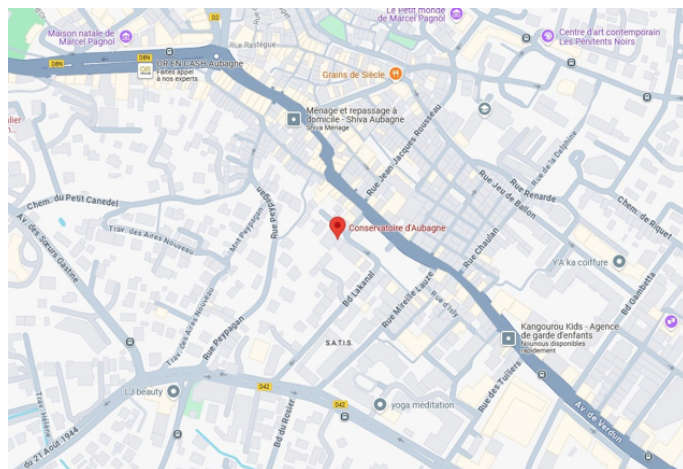 Maison natale de
Marcel Pagnol
D2
Rue Rastègue
Le Petit monde
de Marcel Pagnol
Centre d'art contemporain
Les Pénitents Noirs
D8N
D8N
OR EN CASH Aubagne
Faites appel
à nos experts
Grains de Siècle
Ménage et repassage à
domicile - Shiva Aubagne
Shiva Ménage
Rue Jean Jacques Rousseau
Rue de la Delphine
Rue Renarde
Rue Jeu de Ballon
Chem. de Riquet
Chem. du Petit Canedel
Trav. des Aires Nouveau
Av. des Sœurs Gastine
Mnt Peypagan
Conservatoire d'Aubagne
Rue Chaulan
Y'A ka coiffure
Bd Gambetta
Bd Lakanal
Rue Mireille Lauze
Rue d'Isly
Trav. des Aires Nouveau
Rue Peypagan
S.A.T.I.S.
Kangourou Kids - Agence
de garde d'enfants
Nounous disponibles
rapidement
LJ beauty
D42
D42
yoga meditation
Rue des Tuiliers
Av. de Verdun
Trav. Hélène
Bd du Rosier
du 21 Août 1944